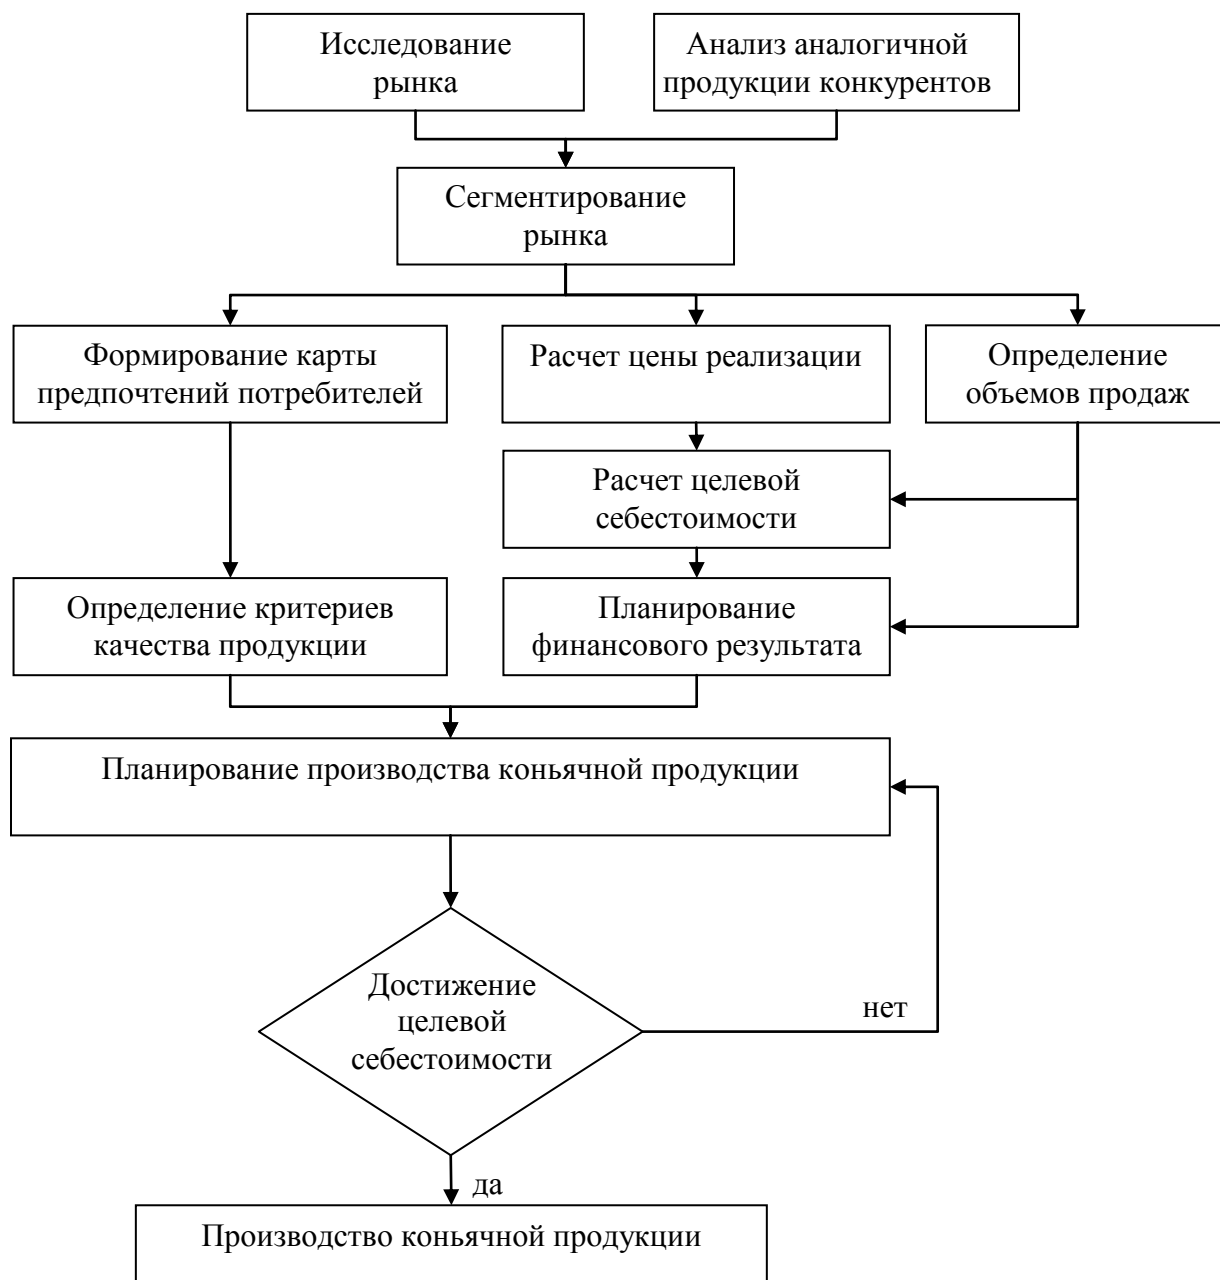 Исследование
рынка
Анализ аналогичной
продукции конкурентов
Сегментирование
рынка
Формирование карты
предпочтений потребителей
Расчет цены реализации
Определение
объемов продаж
Расчет целевой
себестоимости
Определение критериев
качества продукции
Планирование
финансового результата
Планирование производства коньячной продукции
Достижение
целевой
себестоимости
нет
да
Производство коньячной продукции